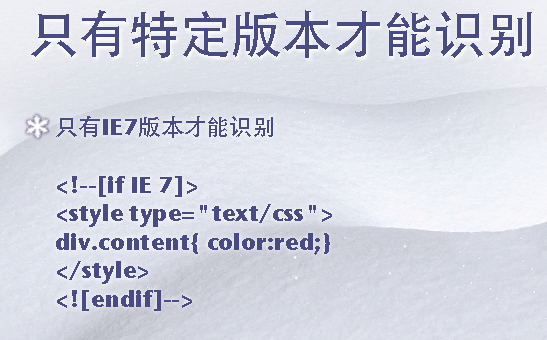 只有特定版本才能识别
只有IE7版本才能识别
<!--[if IE 7]>
<style type="text/css">
div.content{ color:red;}
</style>
<![endif]-->